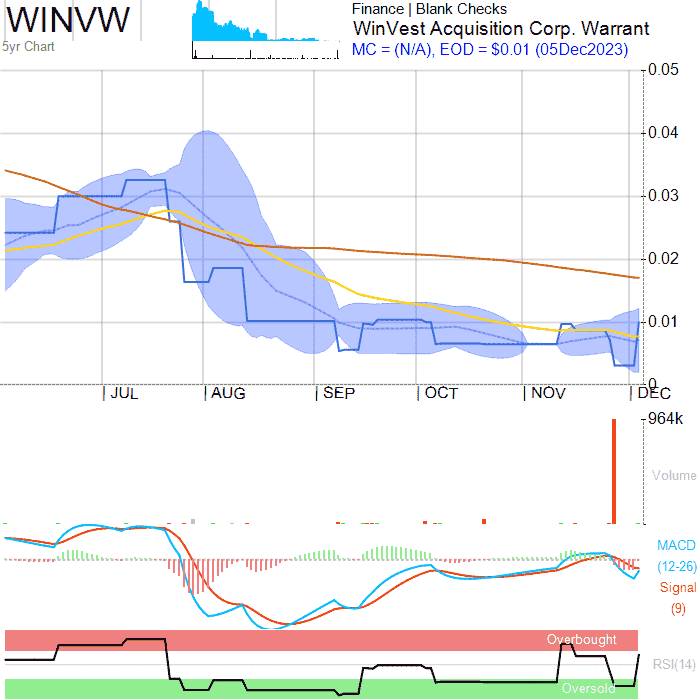 WINVW
5yr Chart
Finance | Blank Checks
WinVest Acquisition Corp. Warrant
MC = (N/A), EOD = $0.01 (05Dec2023)
0.05
0.04
0.03
0.02
0.01
0
JUL AUG SEP OCT NOV DEC
964k
Volume
MACD
(12-26)
Signal
(9)
Overbought
RSI(14)
Oversold